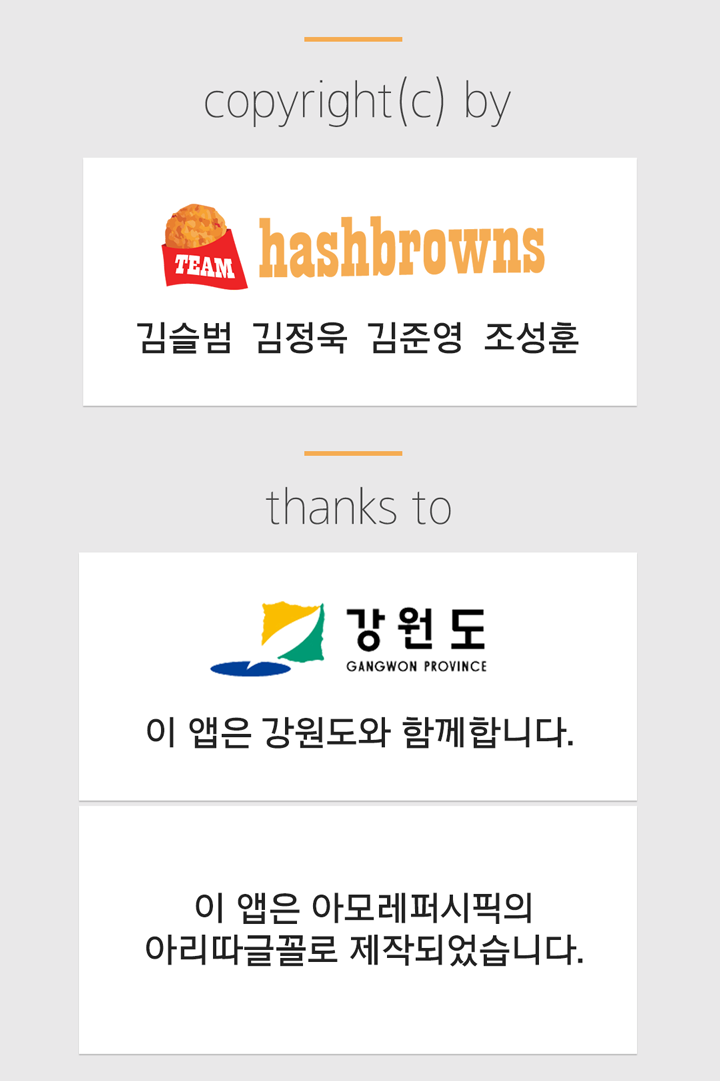 copyright(c) by
TEAM hashbrowns
김슬범 김정욱 김준영 조성훈
thanks to
강원도
GANGWON PROVINCE
이 앱은 강원도와 함께합니다.
이 앱은 아모레퍼시픽의
아리따글꼴로 제작되었습니다.